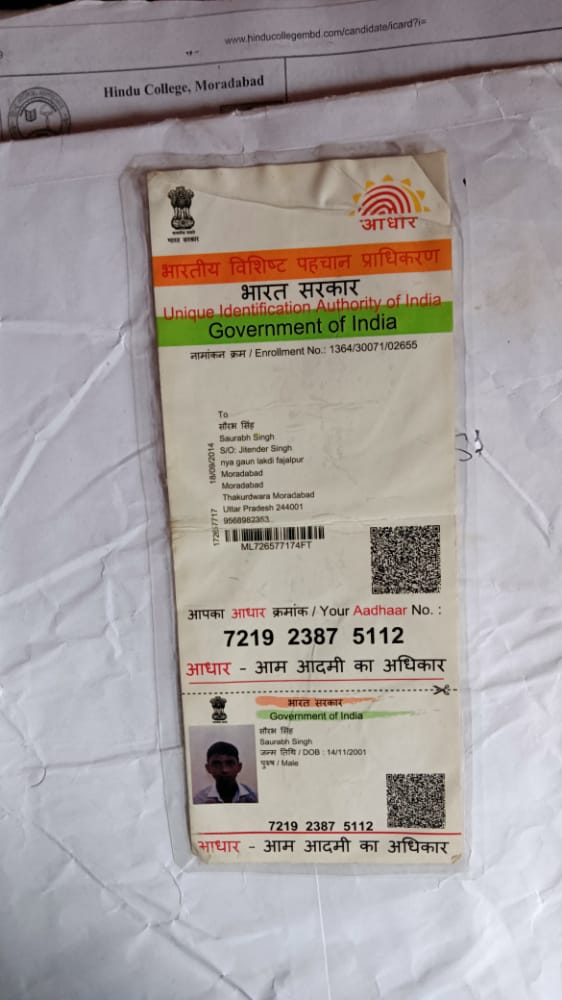 www.hinducollegembd.com/candidate/icard?i=
Hindu College, Moradabad
भारत सरकार
आधार
भारतीय विशिष्ट पहचान प्राधिकरण
भारत सरकार
Unique Identification Authority of India
Government of India
नामांकन क्रम / Enrollment No.: 1364/30071/02655
To
सौरभ सिंह
Saurabh Singh
S/O: Jitender Singh
nya gaun lakdi fajalpur
Moradabad
Moradabad
Thakurdwara Moradabad
Uttar Pradesh 244001
9568982353
18/09/2014
ML726577174FT
आपका आधार क्रमांक / Your Aadhaar No. :
7219 2387 5112
आधार - आम आदमी का अधिकार
भारत सरकार
Government of India
सौरभ सिंह
Saurabh Singh
जन्म तिथि / DOB : 14/11/2001
पुरुष / Male
7219 2387 5112
आधार - आम आदमी का अधिकार